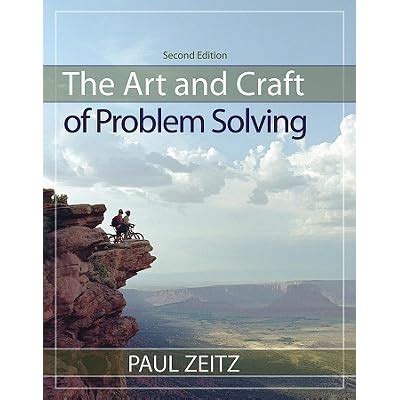 Second Edition
The Art and Craft
of Problem Solving
PAUL ZEITZ